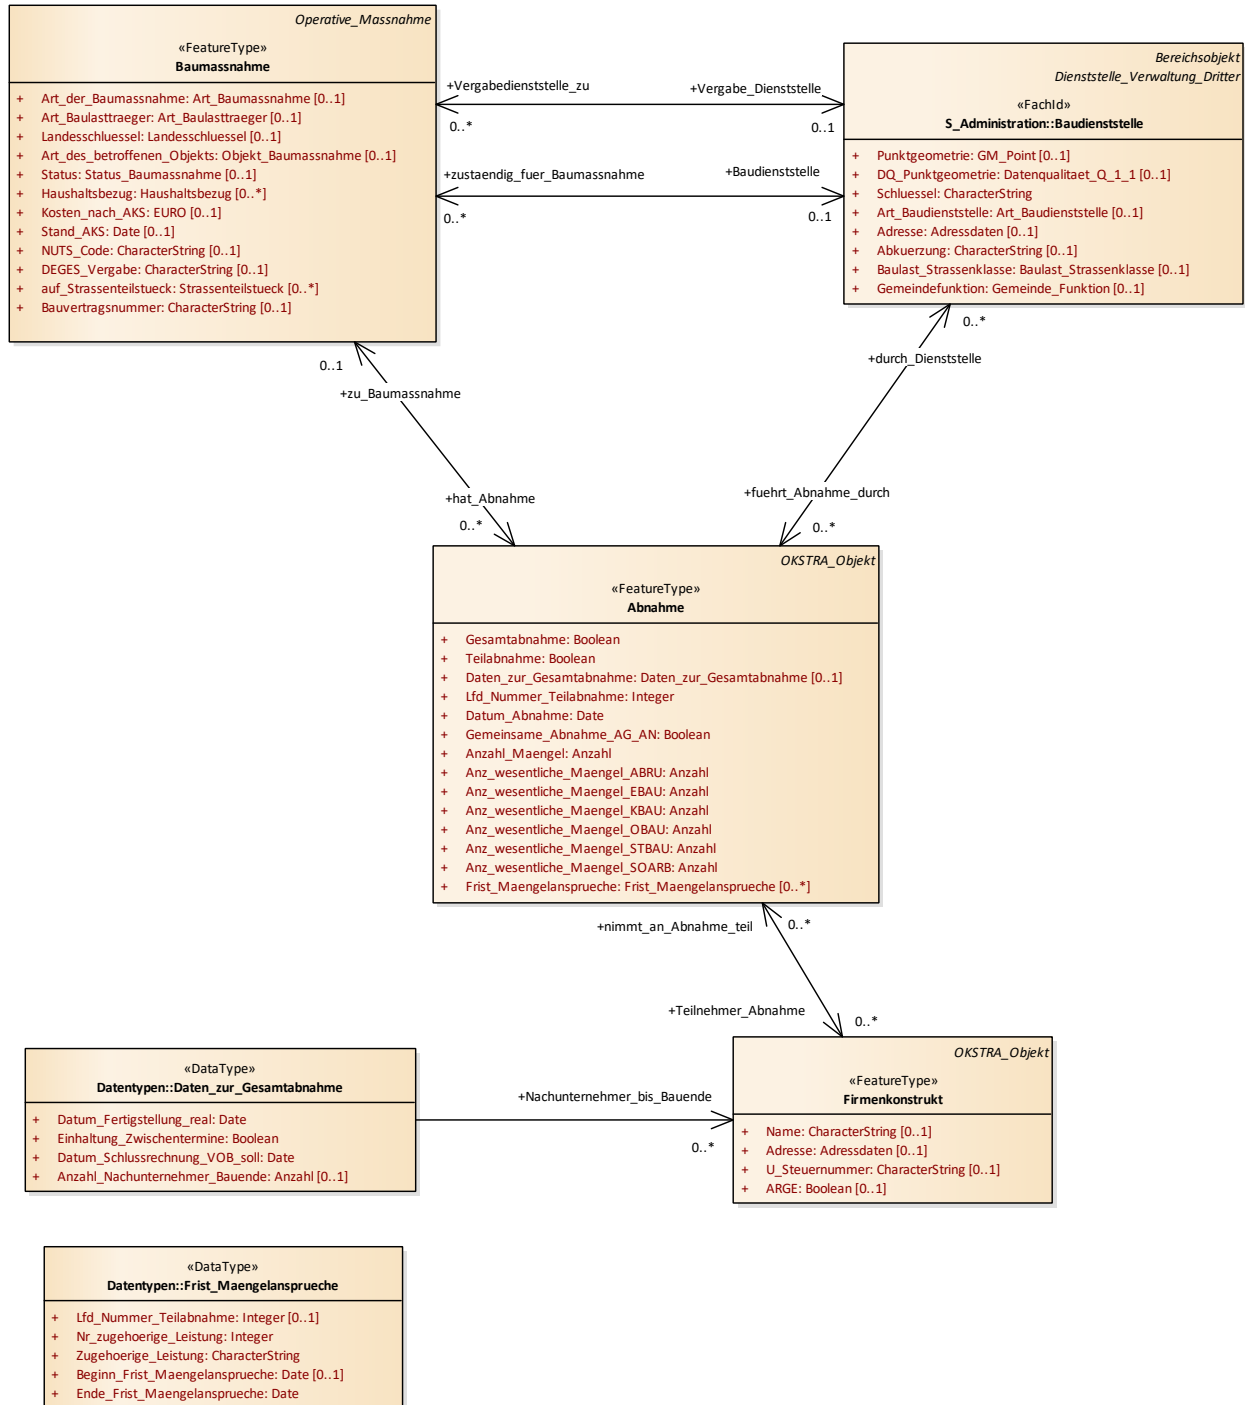 Operative_Massnahme
«FeatureType»
Baumassnahme
+ Art_der_Baumassnahme: Art_Baumassnahme [0..1]
+ Art_Baulasttraeger: Art_Baulasttraeger [0..1]
+ Landesschluessel: Landesschluessel [0..1]
+ Art_des_betroffenen_Objekts: Objekt_Baumassnahme [0..1]
+ Status: Status_Baumassnahme [0..1]
+ Haushaltsbezug: Haushaltsbezug [0..*]
+ Kosten_nach_AKS: EURO [0..1]
+ Stand_AKS: Date [0..1]
+ NUTS_Code: CharacterString [0..1]
+ DEGES_Vergabe: CharacterString [0..1]
+ auf_Strassenteilstueck: Strassenteilstueck [0..*]
+ Bauvertragsnummer: CharacterString [0..1]
+Vergabedienststelle_zu
0..*
+Vergabe_Dienststelle
0..1
+zustaendig_fuer_Baumassnahme
0..*
+Baudienststelle
0..1
Bereichsobjekt
Dienststelle_Verwaltung_Dritter
«FachId»
S_Administration::Baudienststelle
+ Punktgeometrie: GM_Point [0..1]
+ DQ_Punktgeometrie: Datenqualitaet_Q_1_1 [0..1]
+ Schluessel: CharacterString
+ Art_Baudienststelle: Art_Baudienststelle [0..1]
+ Adresse: Adressdaten [0..1]
+ Abkuerzung: CharacterString [0..1]
+ Baulast_Strassenklasse: Baulast_Strassenklasse [0..1]
+ Gemeindefunktion: Gemeinde_Funktion [0..1]
0..1
+zu_Baumassnahme
+hat_Abnahme
0..*
0..*
+durch_Dienststelle
+fuehrt_Abnahme_durch
0..*
OKSTRA_Objekt
«FeatureType»
Abnahme
+ Gesamtabnahme: Boolean
+ Teilabnahme: Boolean
+ Daten_zur_Gesamtabnahme: Daten_zur_Gesamtabnahme [0..1]
+ Lfd_Nummer_Teilabnahme: Integer
+ Datum_Abnahme: Date
+ Gemeinsame_Abnahme_AG_AN: Boolean
+ Anzahl_Maengel: Anzahl
+ Anz_wesentliche_Maengel_ABRU: Anzahl
+ Anz_wesentliche_Maengel_EBAU: Anzahl
+ Anz_wesentliche_Maengel_KBAU: Anzahl
+ Anz_wesentliche_Maengel_OBAU: Anzahl
+ Anz_wesentliche_Maengel_STBAU: Anzahl
+ Anz_wesentliche_Maengel_SOARB: Anzahl
+ Frist_Maengelansprueche: Frist_Maengelansprueche [0..*]
+nimmt_an_Abnahme_teil
0..*
+Teilnehmer_Abnahme
0..*
«DataType»
Datentypen::Daten_zur_Gesamtabnahme
+ Datum_Fertigstellung_real: Date
+ Einhaltung_Zwischentermine: Boolean
+ Datum_Schlussrechnung_VOB_soll: Date
+ Anzahl_Nachunternehmer_Bauende: Anzahl [0..1]
+Nachunternehmer_bis_Bauende
0..*
OKSTRA_Objekt
«FeatureType»
Firmenkonstrukt
+ Name: CharacterString [0..1]
+ Adresse: Adressdaten [0..1]
+ U_Steuernummer: CharacterString [0..1]
+ ARGE: Boolean [0..1]
«DataType»
Datentypen::Frist_Maengelansprueche
+ Lfd_Nummer_Teilabnahme: Integer [0..1]
+ Nr_zugehoerige_Leistung: Integer
+ Zugehoerige_Leistung: CharacterString
+ Beginn_Frist_Maengelansprueche: Date [0..1]
+ Ende_Frist_Maengelansprueche: Date